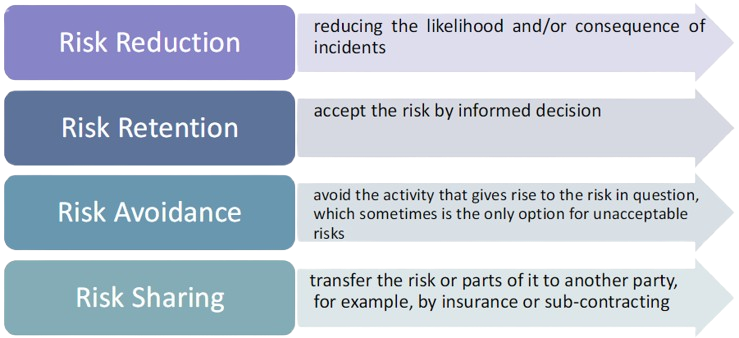 Risk Reduction
reducing the likelihood and/or consequence of
incidents
Risk Retention
accept the risk by informed decision
Risk Avoidance
avoid the activity that gives rise to the risk in question,
which sometimes is the only option for unacceptable
risks
Risk Sharing
transfer the risk or parts of it to another party,
for example, by insurance or sub-contracting